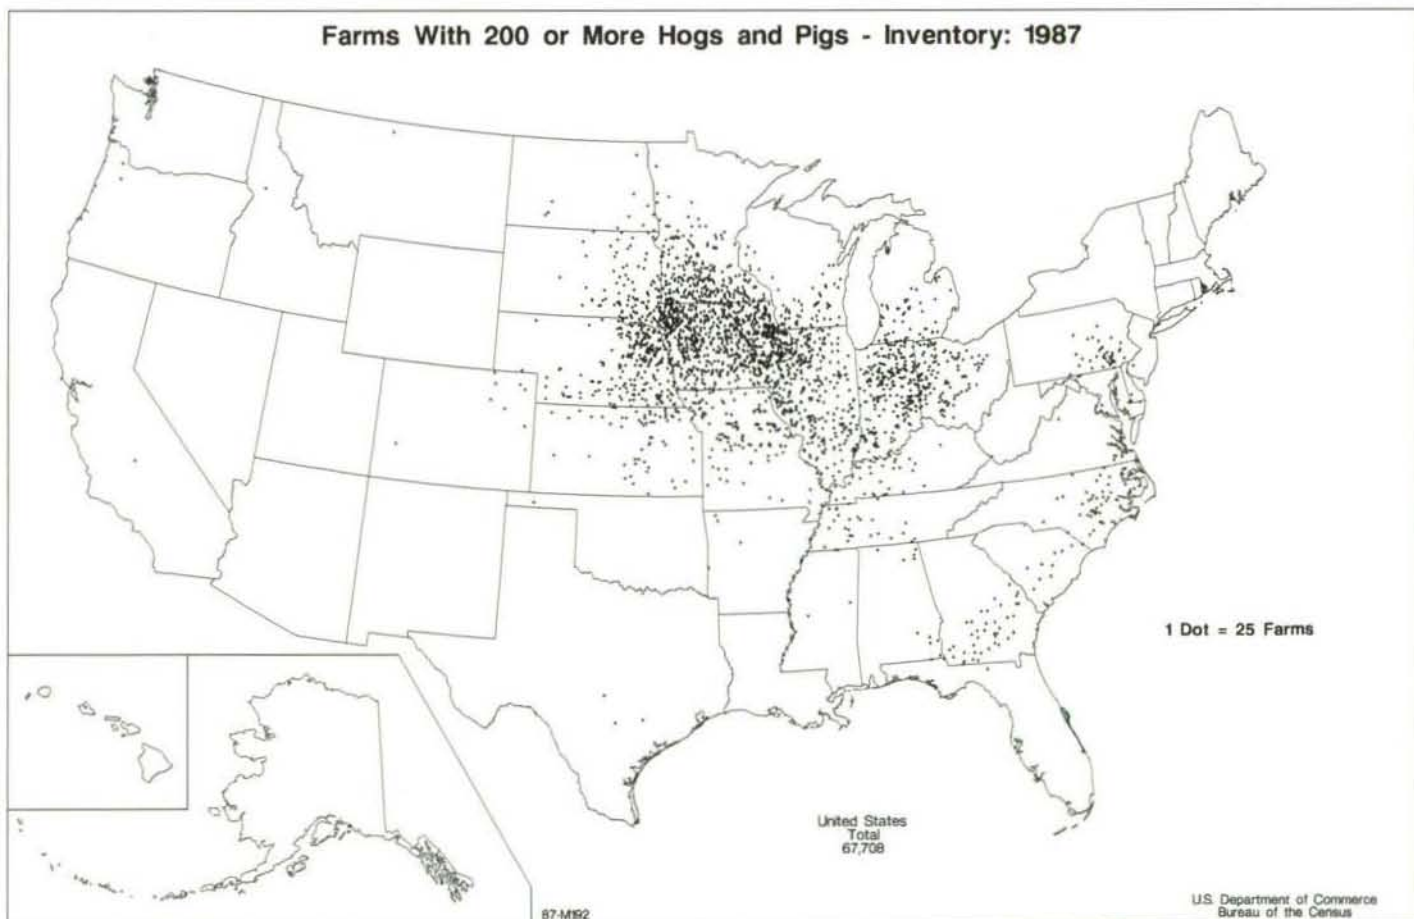 Farms With 200 or More Hogs and Pigs - Inventory: 1987
1 Dot = 25 Farms
United States
Total
67,708
87-M192
U.S. Department of Commerce
Bureau of the Census